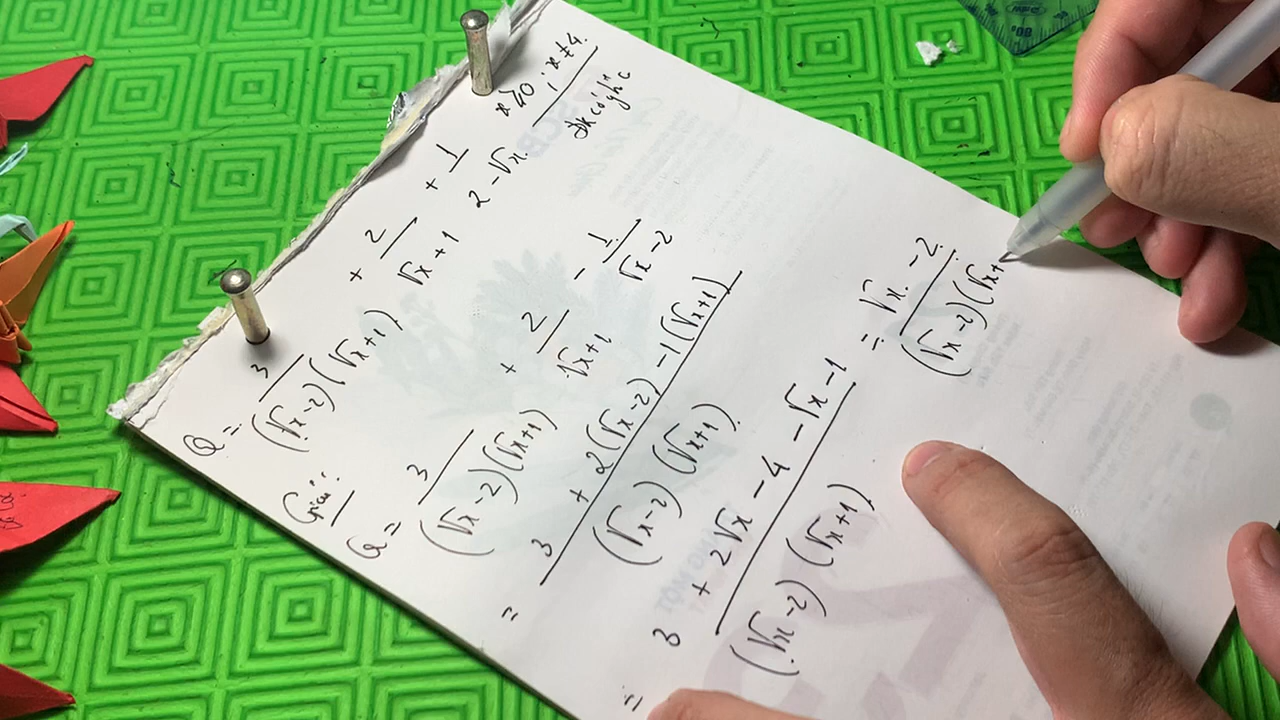 Q = 3/((√x-2)(√x+1)) + 2/(√x+1) + 1/(2-√x) x≥0; x≠4.
Giải:
Q = 3/((√x-2)(√x+1)) + 2/(√x+1) - 1/(√x-2)
= (3 + 2(√x-2) - 1(√x+1))/((√x-2)(√x+1))
= (3 + 2√x - 4 - √x - 1)/((√x-2)(√x+1))
= (√x - 2)/((√x-2)(√x+